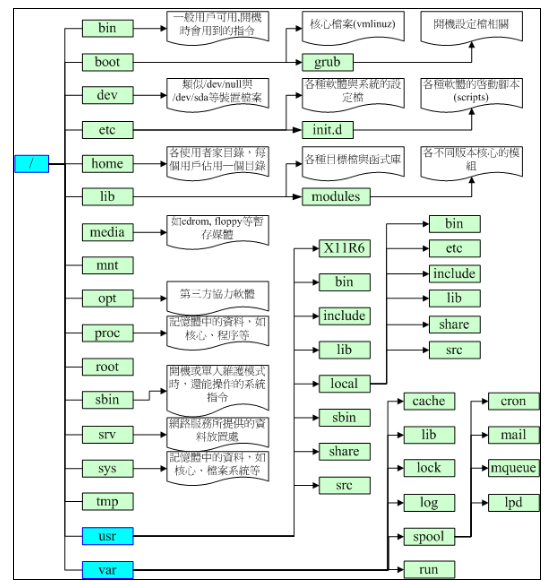 /
bin
一般用戶可用,開機
時會用到的指令
boot
核心檔案(vmlinuz)
grub
開機設定檔相關
dev
類似/dev/null與
/dev/sda等裝置檔案
etc
各種軟體與系統的設
定檔
init.d
各種軟體的啓動腳本
(scripts)
home
各使用者家目錄，每
個用戶佔用一個目錄
lib
各種目標檔與函式庫
modules
各不同版本核心的模
組
media
如cdrom, floppy等暫
存媒體
mnt
opt
第三方協力軟體
proc
記憶體中的資料，如
核心、程序等
root
sbin
開機或單人維護模式
時，還能操作的系統
指令
srv
網路服務所提供的資
料放置處
sys
記憶體中的資料，如
核心、檔案系統等
tmp
usr
X11R6
bin
include
lib
local
bin
etc
include
lib
share
src
sbin
share
src
var
cache
lib
lock
log
spool
cron
mail
mqueue
lpd
run